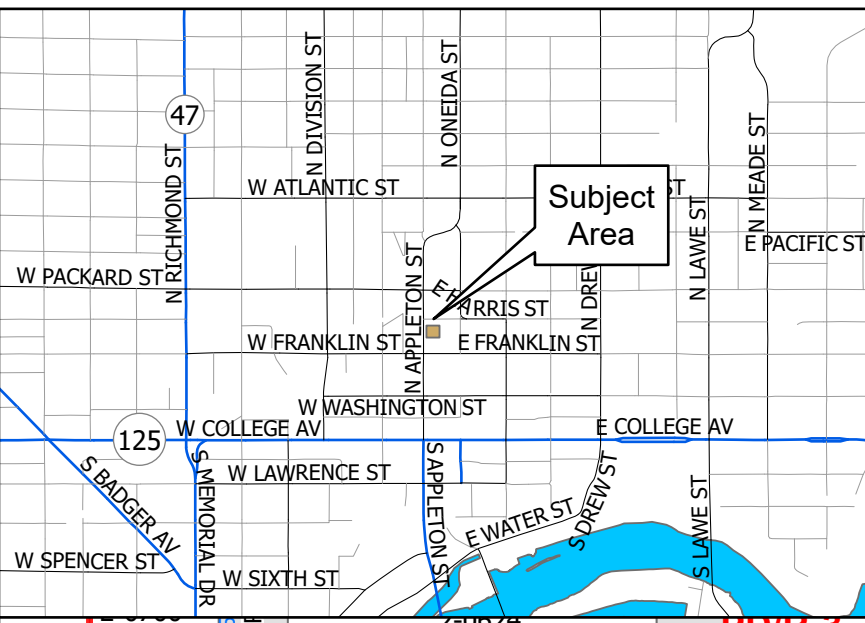 N DIVISION ST
N ONEIDA ST
47
N MEADE ST
N RICHMOND ST
W ATLANTIC ST
Subject
Area
ST
N LAWE ST
E PACIFIC ST
W PACKARD ST
N APPLETON ST
E HARRIS ST
N DREW
W FRANKLIN ST
E FRANKLIN ST
W WASHINGTON ST
W COLLEGE AV
E COLLEGE AV
125
S BADGER AV
S MEMORIAL DR
W LAWRENCE ST
S APPLETON ST
E WATER ST
S DREW ST
S LAWE ST
W SPENCER ST
W SIXTH ST